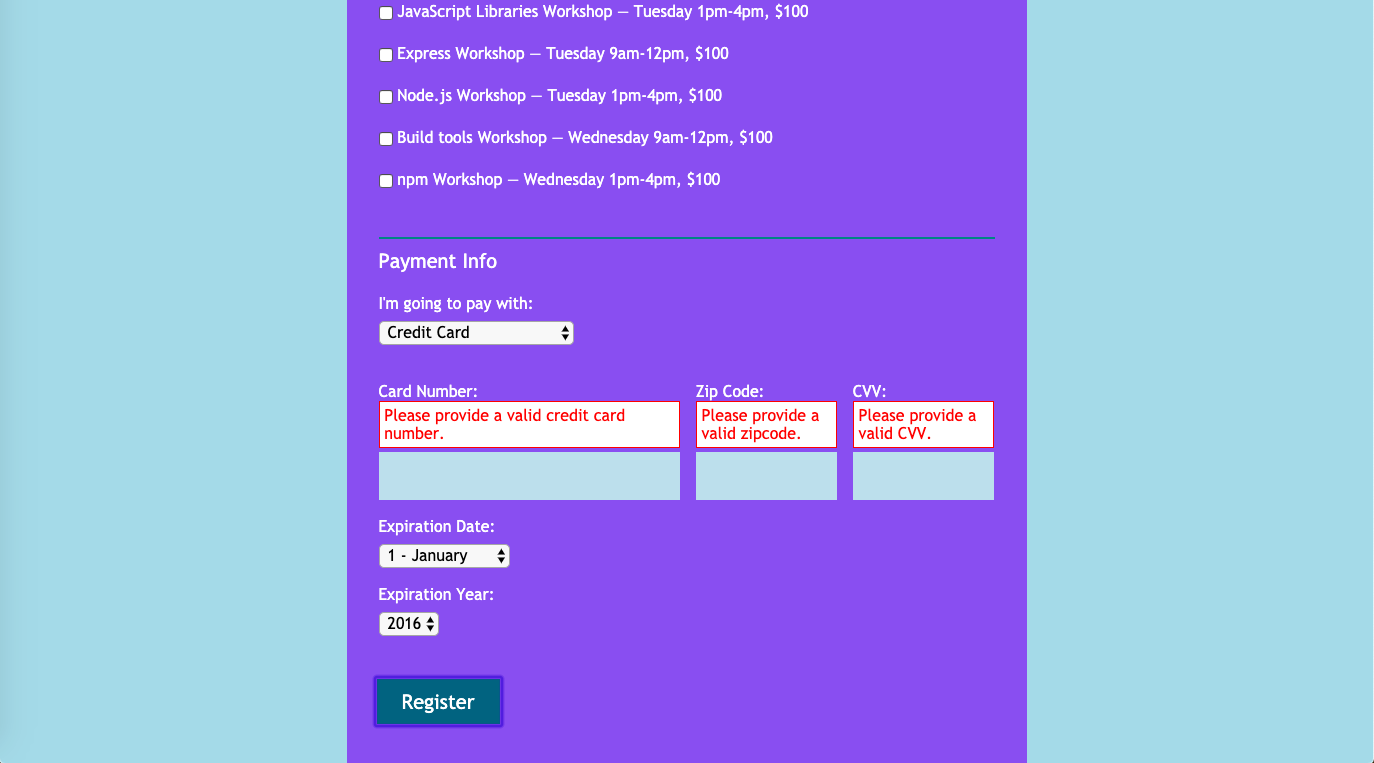 JavaScript Libraries Workshop — Tuesday 1pm-4pm, $100
Express Workshop — Tuesday 9am-12pm, $100
Node.js Workshop — Tuesday 1pm-4pm, $100
Build tools Workshop — Wednesday 9am-12pm, $100
npm Workshop — Wednesday 1pm-4pm, $100
Payment Info
I'm going to pay with:
Credit Card
Card Number:
Please provide a valid credit card
number.
Zip Code:
Please provide a
valid zipcode.
CVV:
Please provide a
valid CVV.
Expiration Date:
1 - January
Expiration Year:
2016
Register